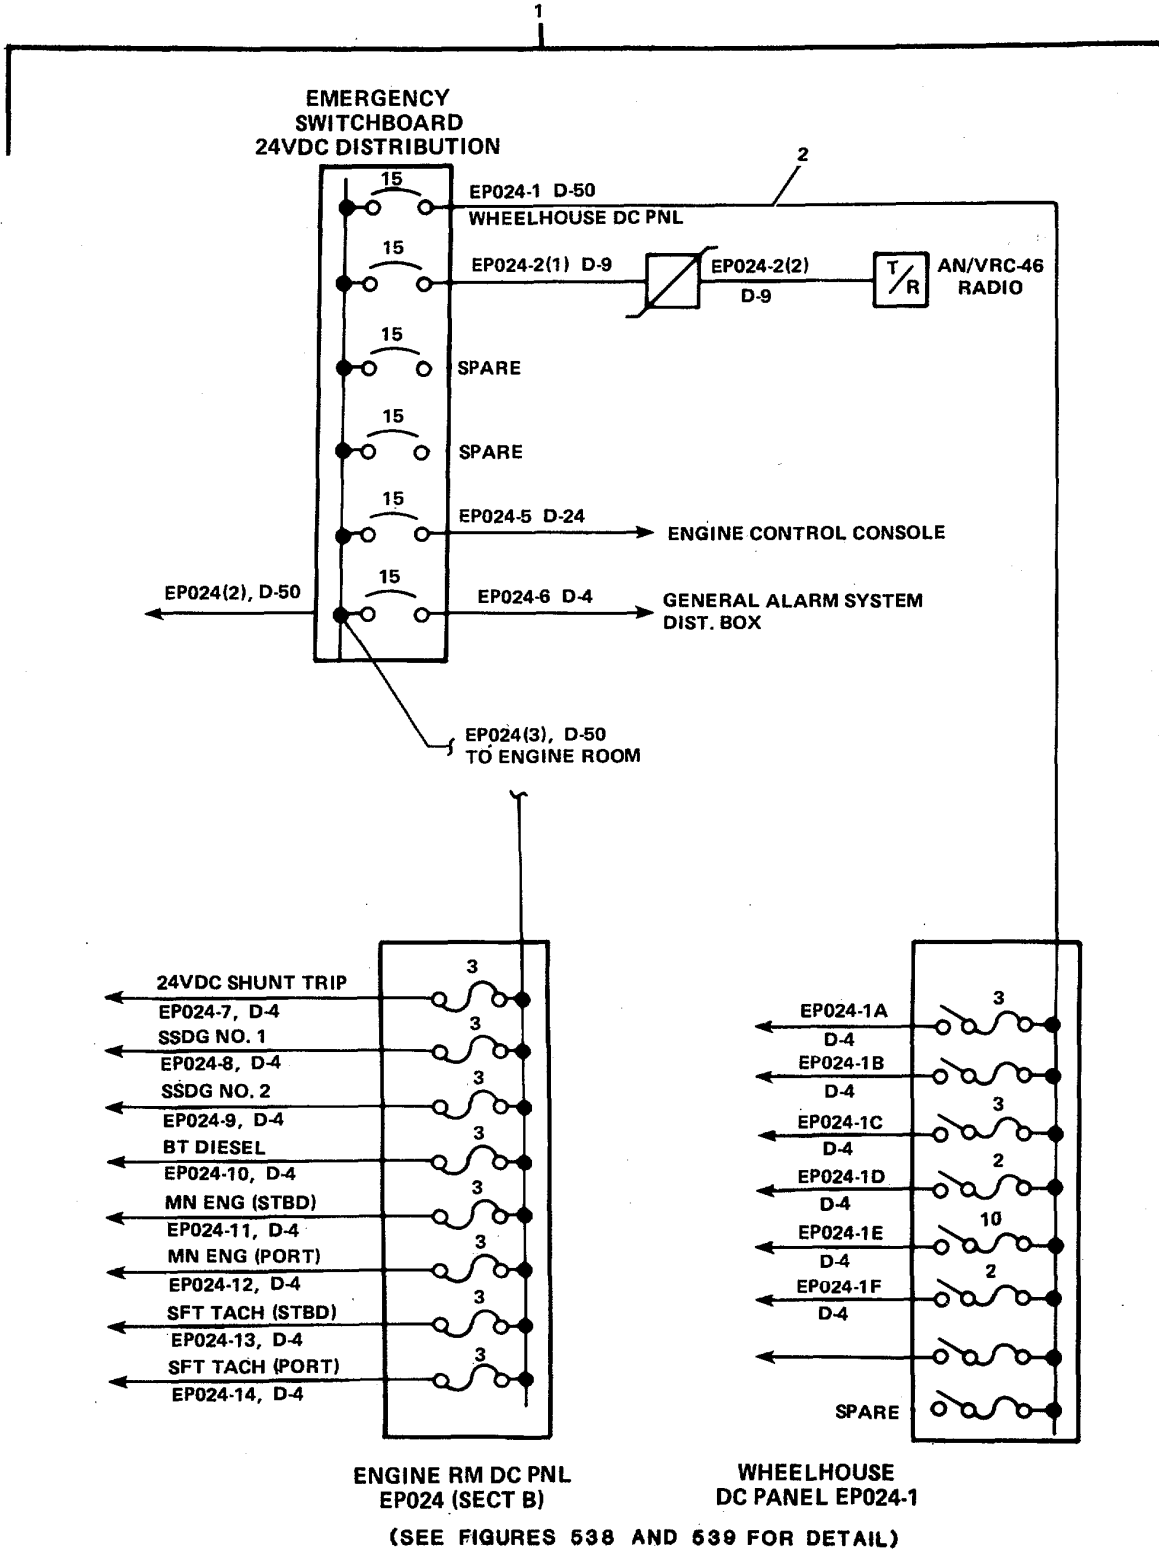 1
EMERGENCY
SWITCHBOARD
24VDC DISTRIBUTION
2
15
EP024-1 D-50
WHEELHOUSE DC PNL
15
EP024-2(1) D-9
EP024-2(2)
D-9
T/R
AN/VRC-46
RADIO
15
SPARE
15
SPARE
15
EP024-5 D-24
ENGINE CONTROL CONSOLE
EP024(2), D-50
15
EP024-6 D-4
GENERAL ALARM SYSTEM
DIST. BOX
EP024(3), D-50
TO ENGINE ROOM
24VDC SHUNT TRIP
3
EP024-7, D-4
SSDG NO. 1
3
EP024-8, D-4
SSDG NO. 2
3
EP024-9, D-4
BT DIESEL
3
EP024-10, D-4
MN ENG (STBD)
3
EP024-11, D-4
MN ENG (PORT)
3
EP024-12, D-4
SFT TACH (STBD)
3
EP024-13, D-4
SFT TACH (PORT)
3
EP024-14, D-4
ENGINE RM DC PNL
EP024 (SECT B)
EP024-1A
3
D-4
EP024-1B
D-4
EP024-1C
3
D-4
EP024-1D
2
D-4
EP024-1E
10
D-4
EP024-1F
2
D-4
SPARE
WHEELHOUSE
DC PANEL EP024-1
(SEE FIGURES 538 AND 539 FOR DETAIL)